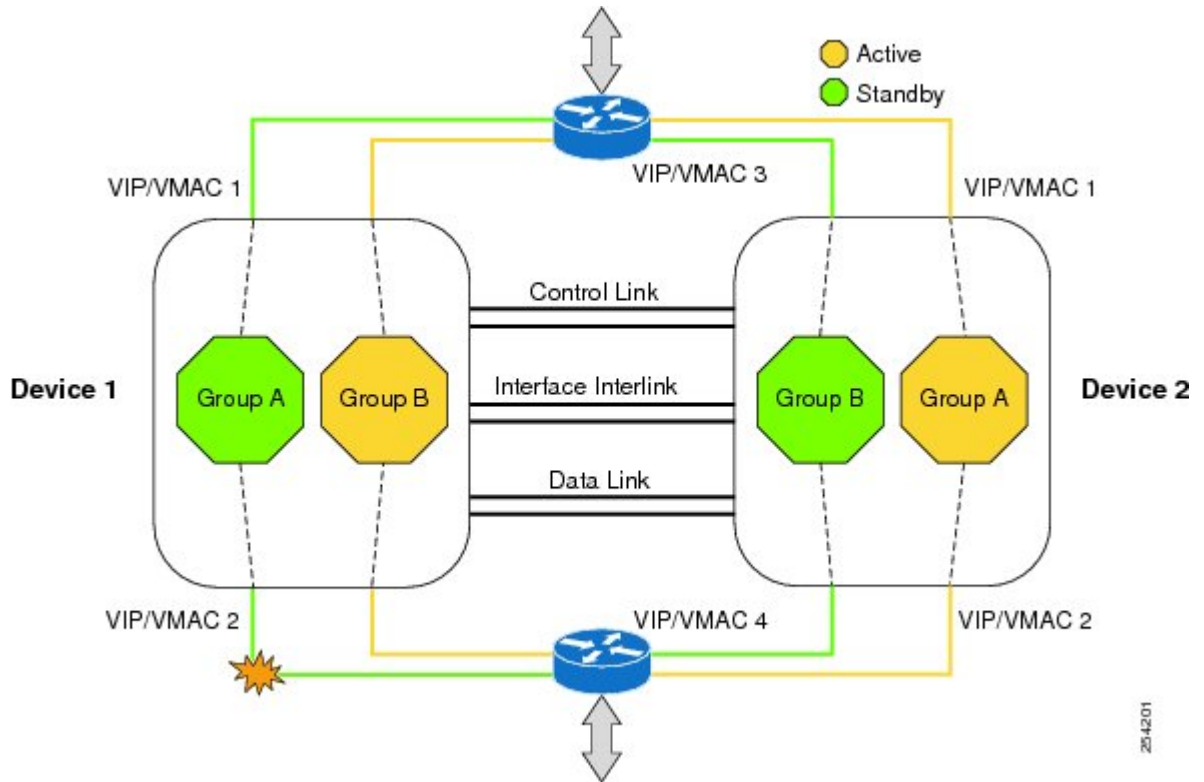 Active
Standby
VIP/VMAC 1
VIP/VMAC 3
VIP/VMAC 1
Control Link
Device 1
Group A
Group B
Interface Interlink
Group B
Group A
Device 2
Data Link
VIP/VMAC 2
VIP/VMAC 4
VIP/VMAC 2
254201